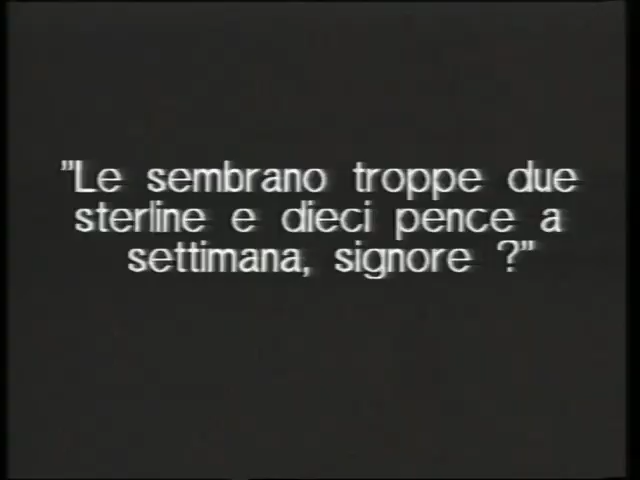 "Le sembrano troppe due
sterline e dieci pence a
settimana, signore ?"